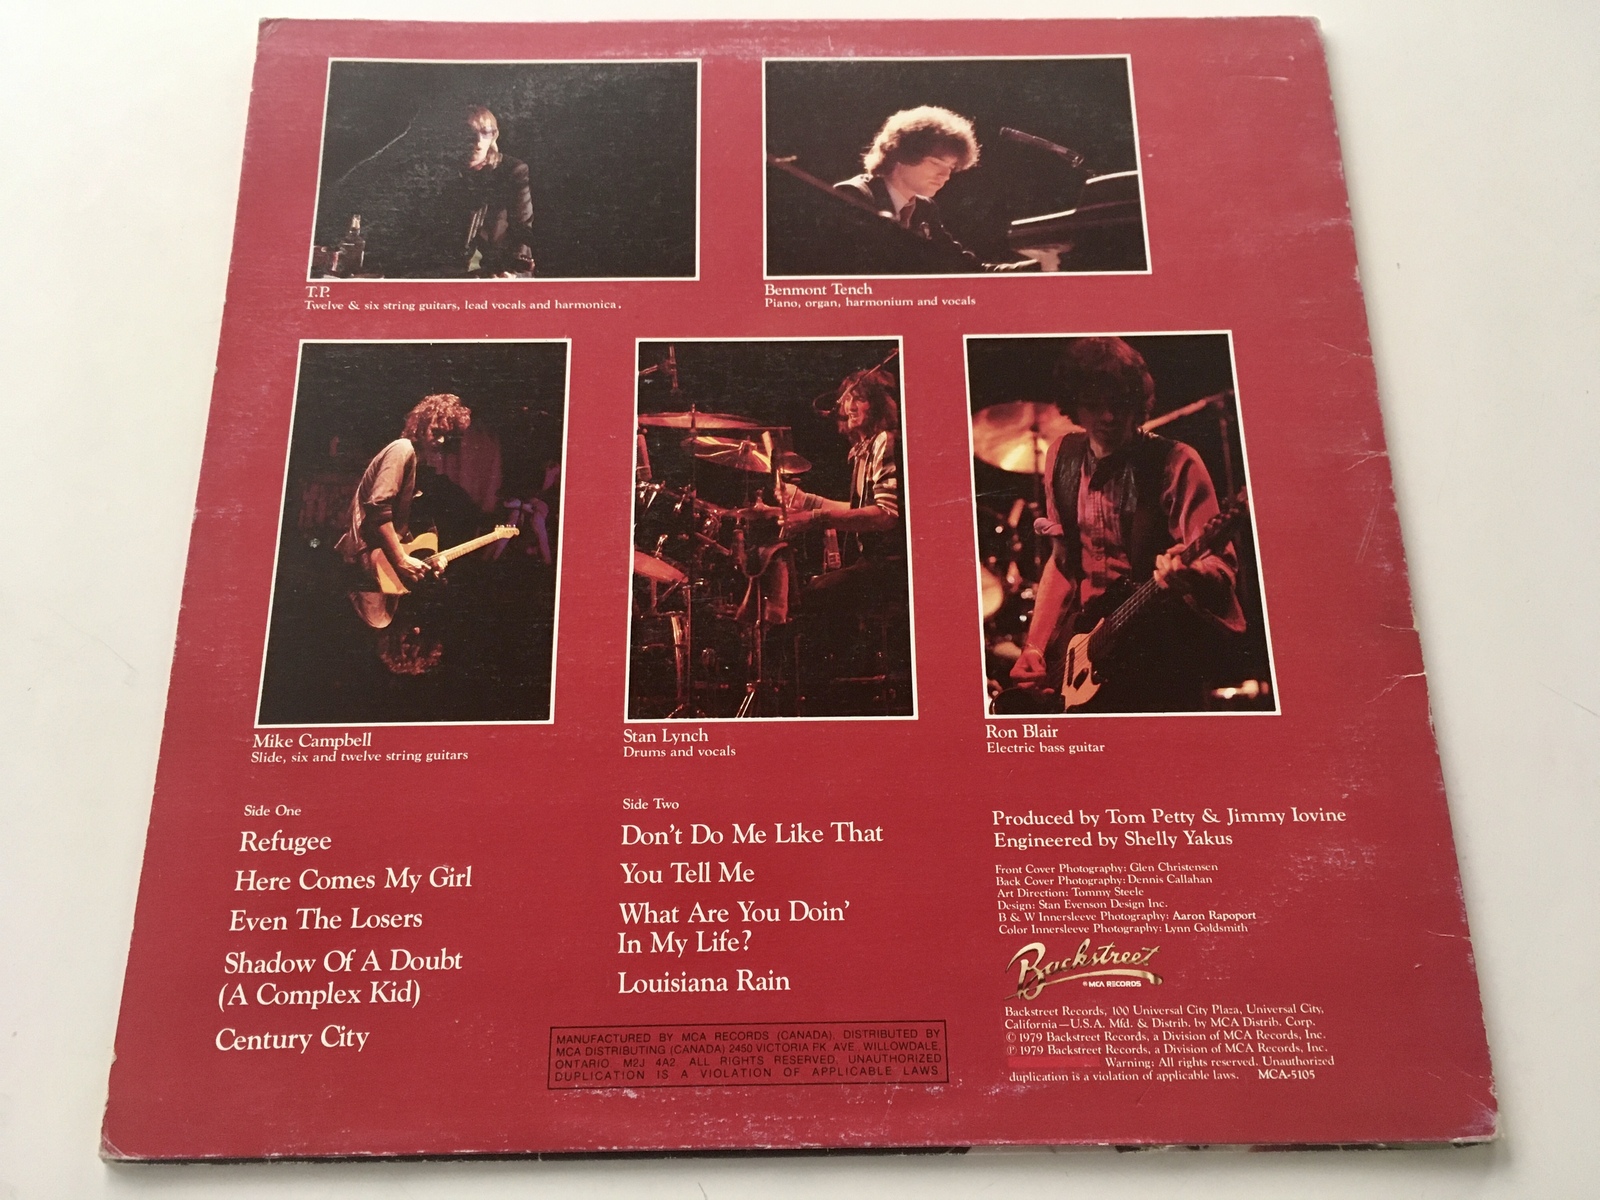 T.P.
Twelve & six string guitars, lead vocals and harmonica.
Benmont Tench
Piano, organ, harmonium and vocals
Mike Campbell
Slide, six and twelve string guitars
Stan Lynch
Drums and vocals
Ron Blair
Electric bass guitar
Side One
Refugee
Here Comes My Girl
Even The Losers
Shadow Of A Doubt
(A Complex Kid)
Century City
Side Two
Don't Do Me Like That
You Tell Me
What Are You Doin'
In My Life?
Louisiana Rain
MANUFACTURED BY MCA RECORDS (CANADA), DISTRIBUTED BY
MCA DISTRIBUTING (CANADA) 2450 VICTORIA PK. AVE. WILLOWDALE,
ONTARIO. M2J 4A2. ALL RIGHTS RESERVED. UNAUTHORIZED
DUPLICATION IS A VIOLATION OF APPLICABLE LAWS
Produced by Tom Petty & Jimmy Iovine
Engineered by Shelly Yakus
Front Cover Photography: Glen Christensen
Back Cover Photography: Dennis Callahan
Art Direction: Tommy Steele
Design: Stan Evenson Design Inc.
B & W Innersleeve Photography: Aaron Rapoport
Color Innersleeve Photography: Lynn Goldsmith
Backstreet
MCA RECORDS
Backstreet Records, 100 Universal City Plaza, Universal City,
California—U.S.A. Mfd. & Distrib. by MCA Distrib. Corp.
© 1979 Backstreet Records, a Division of MCA Records, Inc.
℗ 1979 Backstreet Records, a Division of MCA Records, Inc.
Warning: All rights reserved. Unauthorized
duplication is a violation of applicable laws. MCA-5105